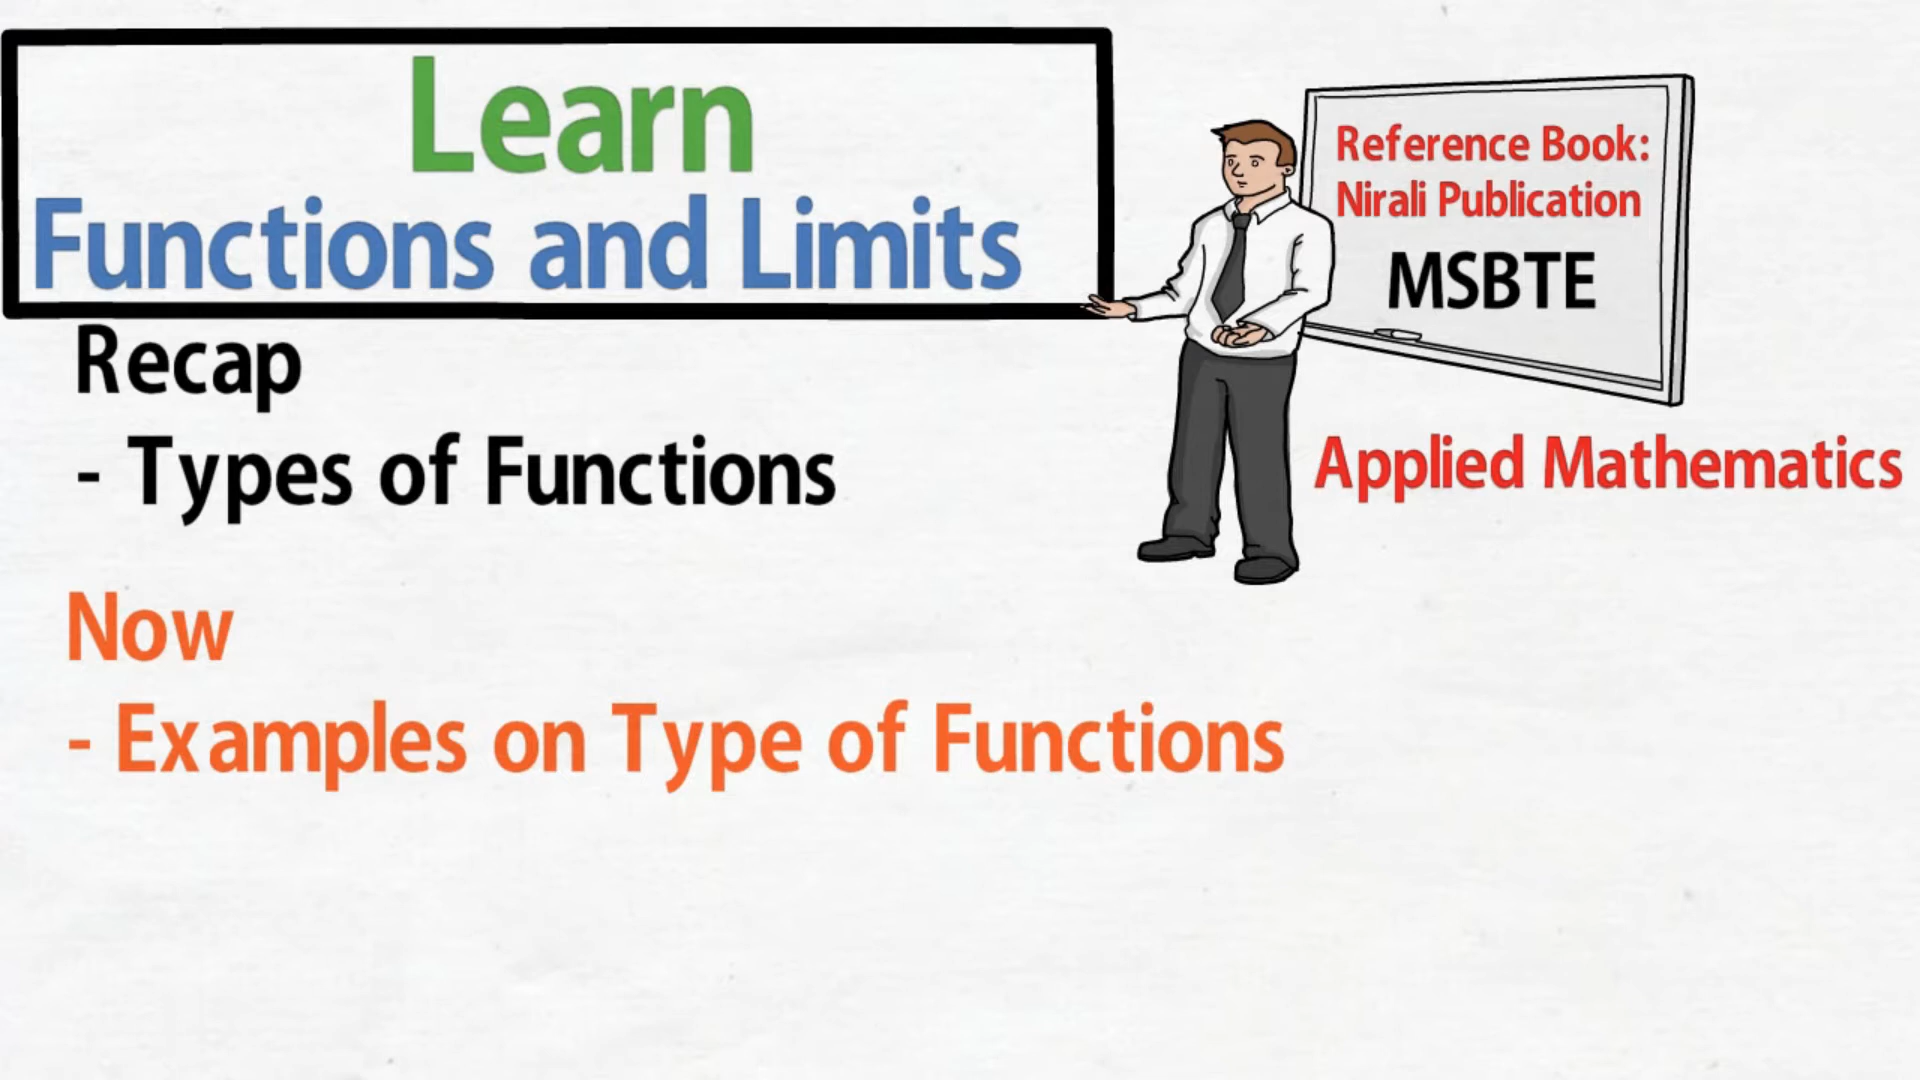 Learn
Functions and Limits
Recap
- Types of Functions
Now
- Examples on Type of Functions
Reference Book:
Nirali Publication
MSBTE
Applied Mathematics